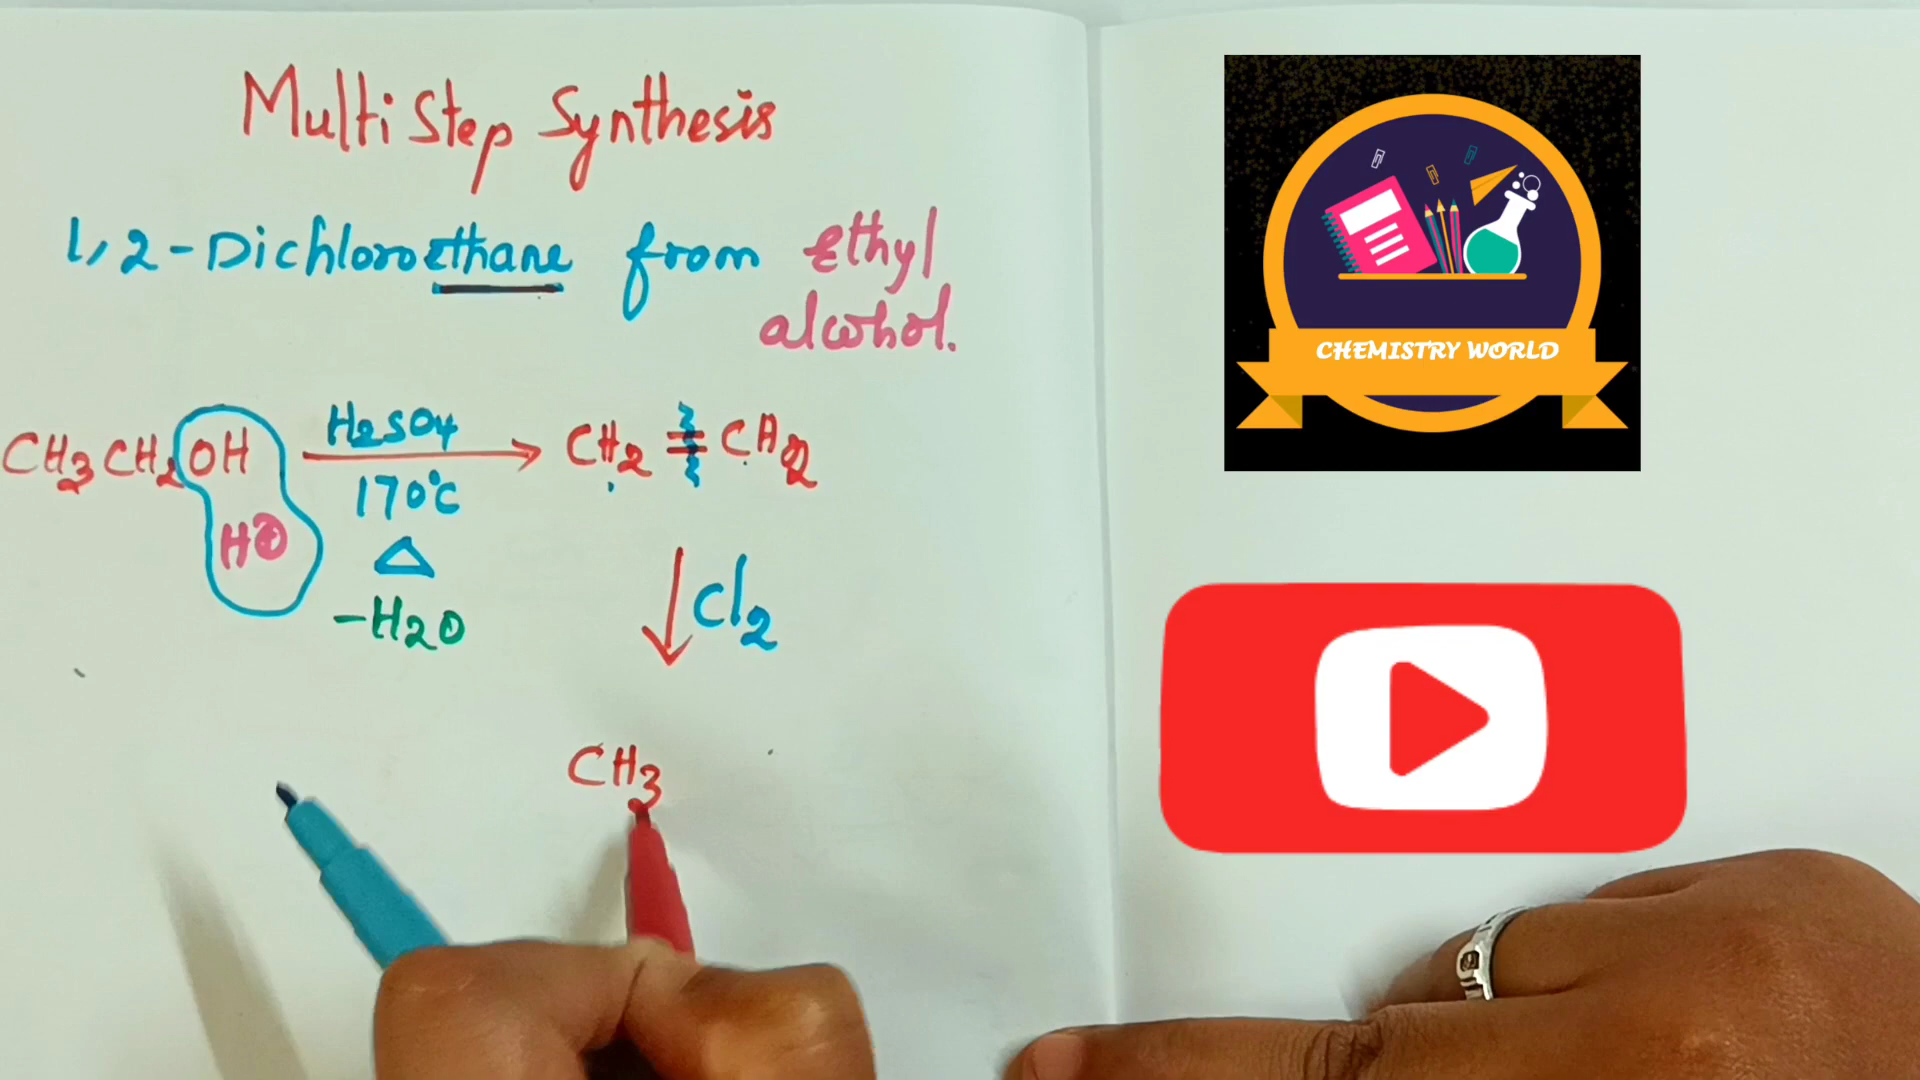 Multi Step Synthesis
1,2-Dichloroethane from ethyl
alcohol.
CH3CH2OH H2SO4 CH2 = CH2
170°C
H⊕
△
-H2O
Cl2
CH3
CHEMISTRY WORLD